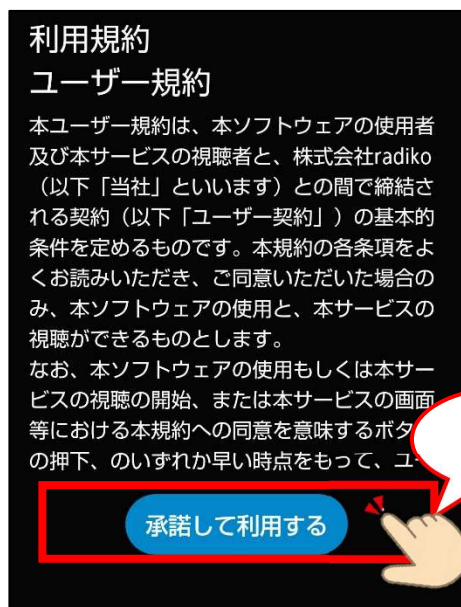 利用規約
ユーザー規約
本ユーザー規約は、本ソフトウェアの使用者
及び本サービスの視聴者と、株式会社radiko
（以下「当社」といいます）との間で締結さ
れる契約（以下「ユーザー契約」）の基本的
条件を定めるものです。本規約の各条項をよ
くお読みいただき、ご同意いただいた場合の
み、本ソフトウェアの使用と、本サービスの
視聴ができるものとします。
なお、本ソフトウェアの使用もしくは本サー
ビスの視聴の開始、または本サービスの画面
等における本規約への同意を意味するボタ
の押下、のいずれか早い時点をもって、ユー
承諾して利用する